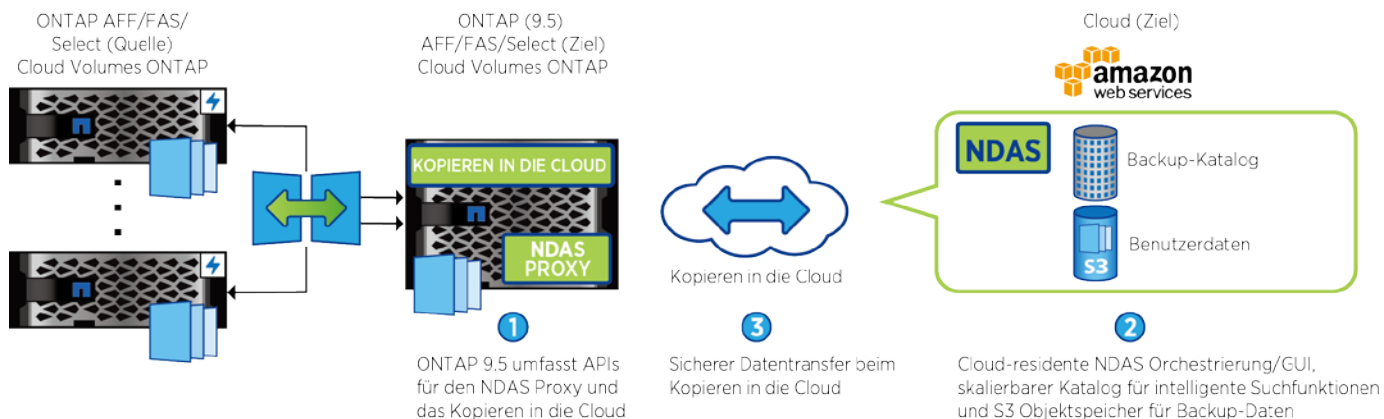 ONTAP AFF/FAS/
Select (Quelle)
Cloud Volumes ONTAP
ONTAP (9.5)
AFF/FAS/Select (Ziel)
Cloud Volumes ONTAP
KOPIEREN IN DIE CLOUD
NDAS
PROXY
1
ONTAP 9.5 umfasst APIs
für den NDAS Proxy und
das Kopieren in die Cloud
Kopieren in die Cloud
3
Sicherer Datentransfer beim
Kopieren in die Cloud
Cloud (Ziel)
amazon
web services
NDAS
Backup-Katalog
S3
Benutzerdaten
2
Cloud-residente NDAS Orchestrierung/GUI,
skalierbarer Katalog für intelligente Suchfunktionen
und S3 Objektspeicher für Backup-Daten